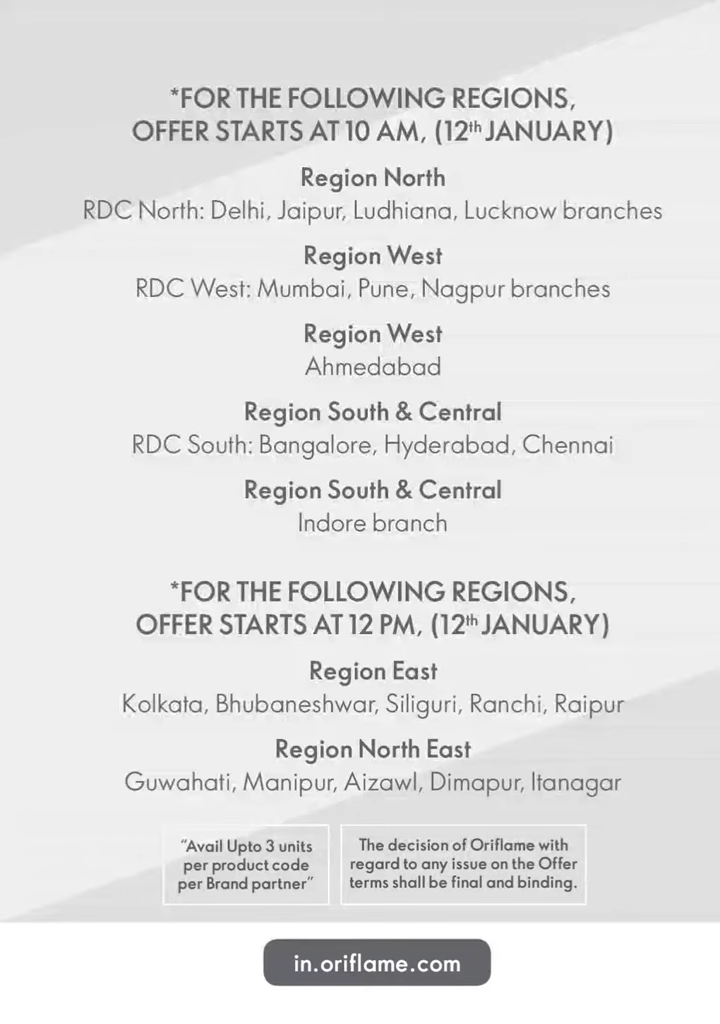 *FOR THE FOLLOWING REGIONS,
OFFER STARTS AT 10 AM, (12th JANUARY)
Region North
RDC North: Delhi, Jaipur, Ludhiana, Lucknow branches
Region West
RDC West: Mumbai, Pune, Nagpur branches
Region West
Ahmedabad
Region South & Central
RDC South: Bangalore, Hyderabad, Chennai
Region South & Central
Indore branch
*FOR THE FOLLOWING REGIONS,
OFFER STARTS AT 12 PM, (12th JANUARY)
Region East
Kolkata, Bhubaneshwar, Siliguri, Ranchi, Raipur
Region North East
Guwahati, Manipur, Aizawl, Dimapur, Itanagar
"Avail Upto 3 units
per product code
per Brand partner"
The decision of Oriflame with
regard to any issue on the Offer
terms shall be final and binding.
in.oriflame.com